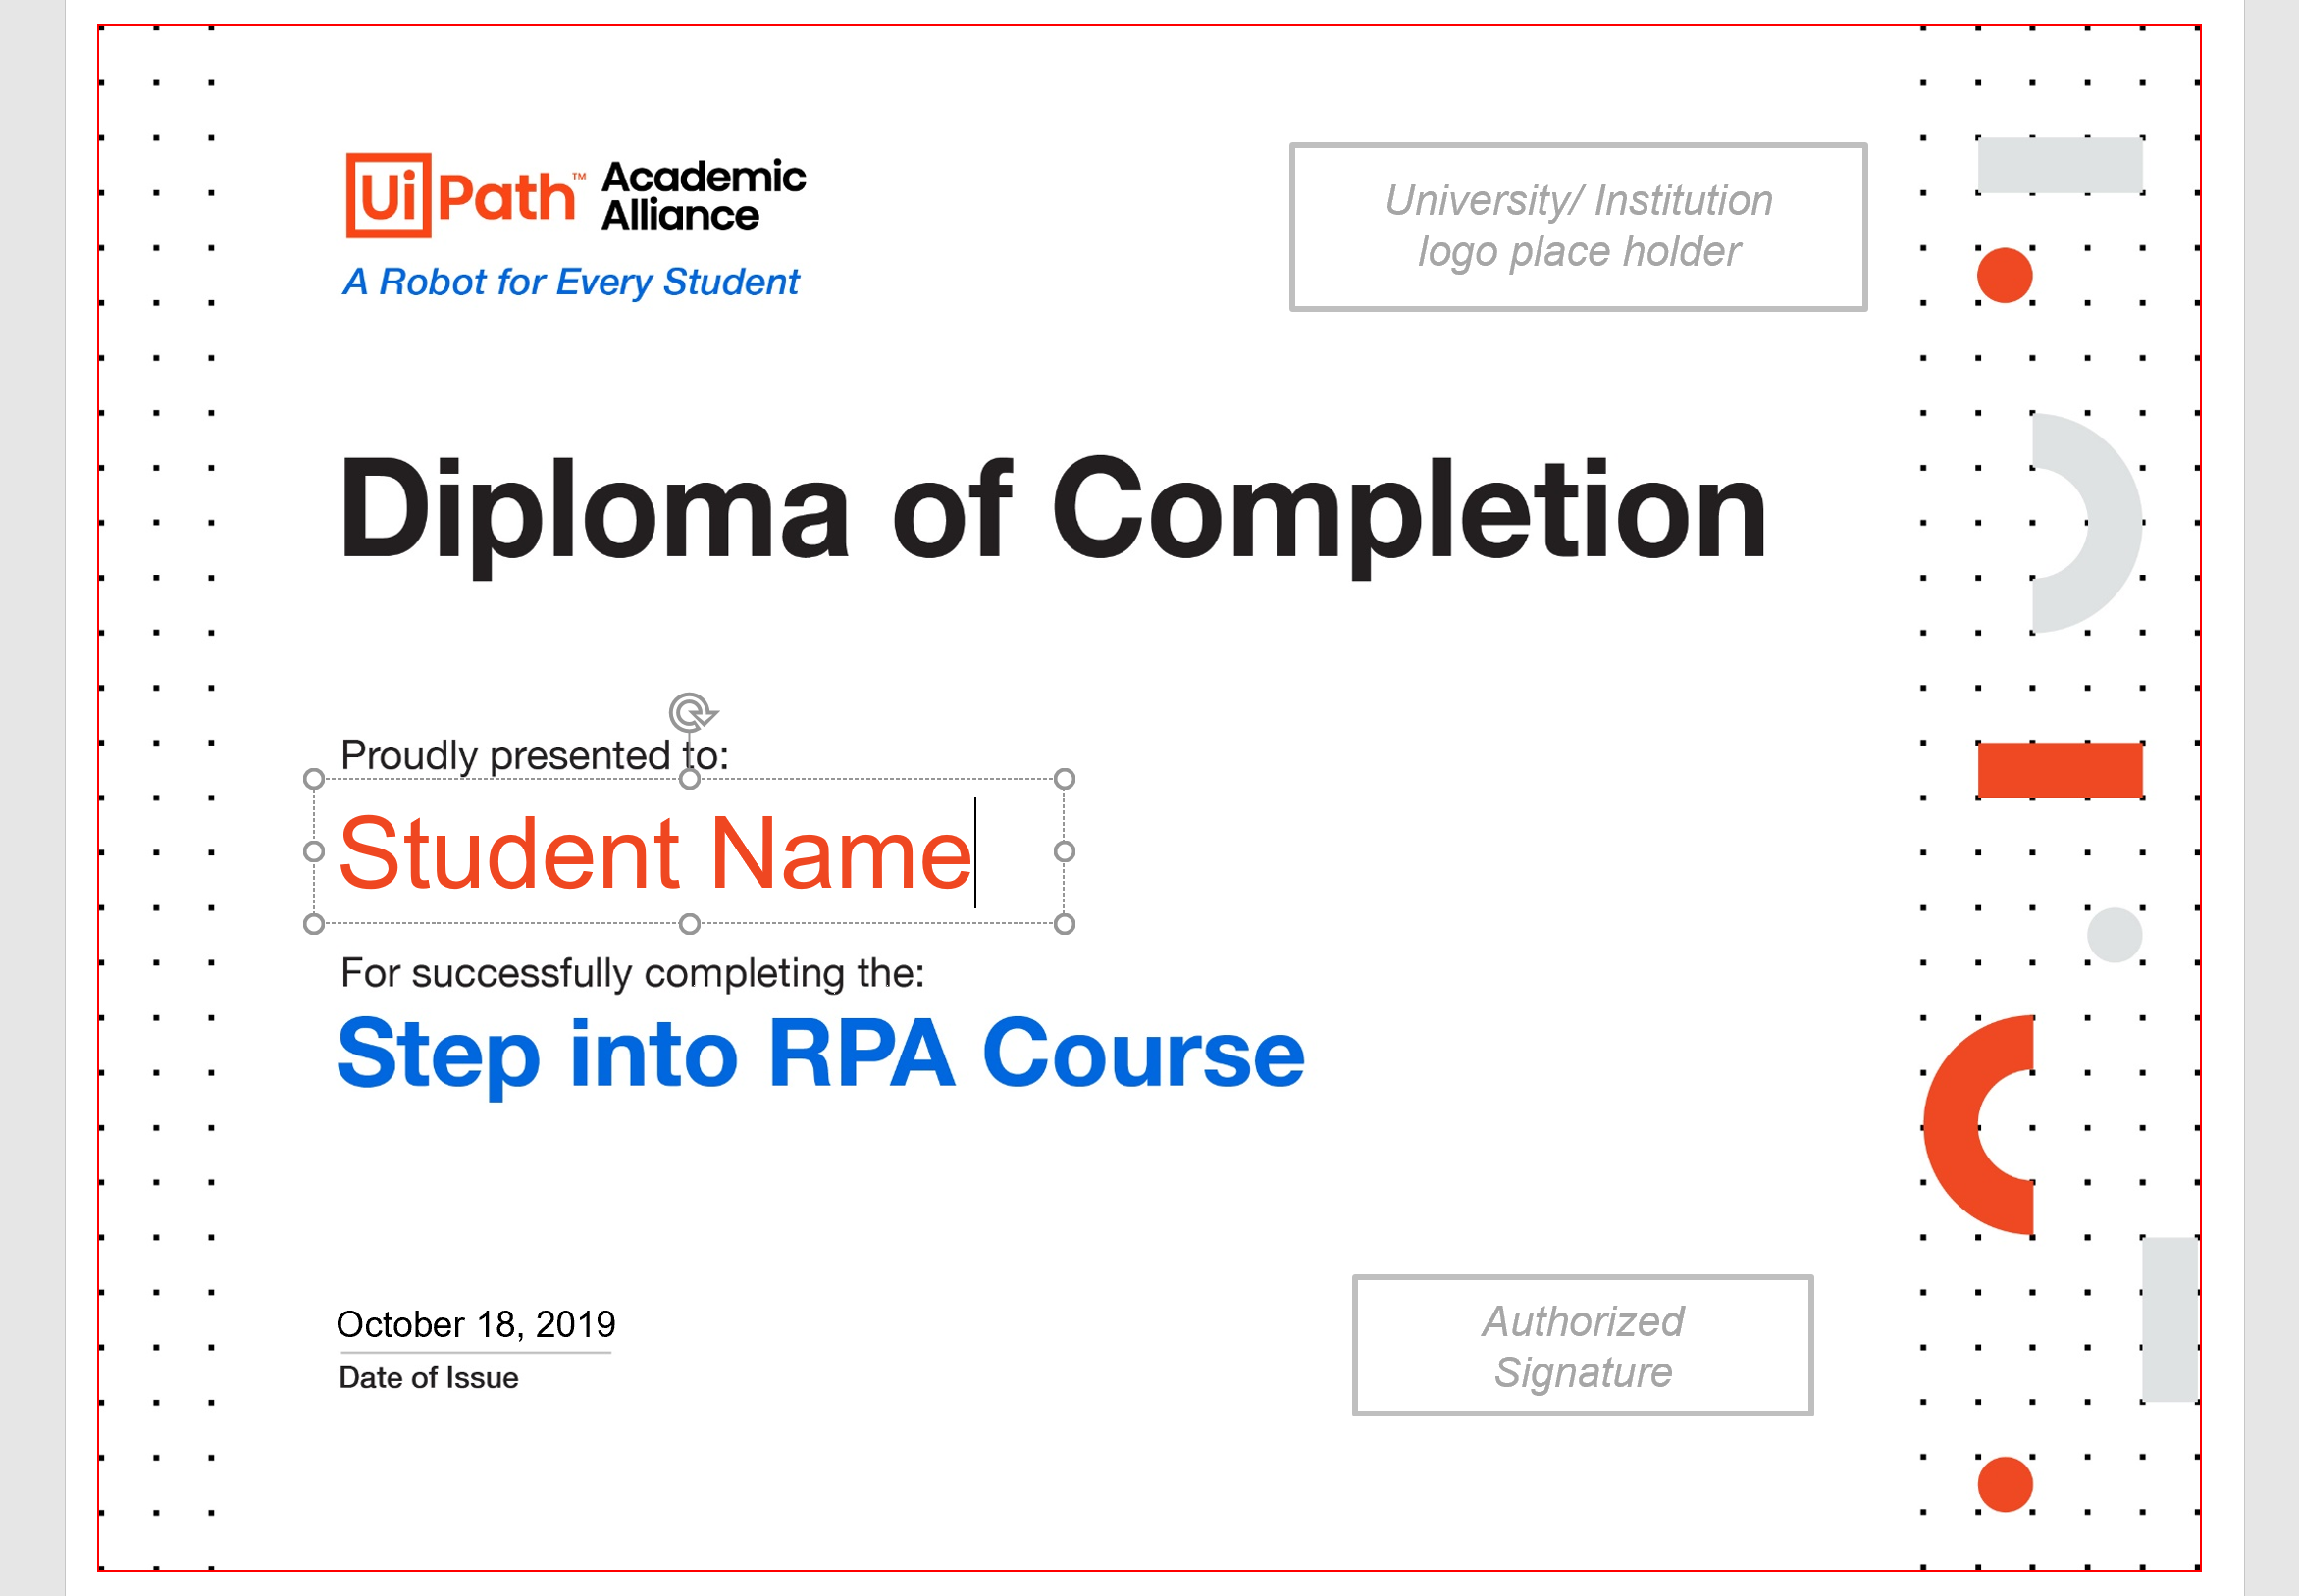 UiPath™ Academic
Alliance
A Robot for Every Student
University/ Institution
logo place holder
Diploma of Completion
Proudly presented to:
Student Name
For successfully completing the:
Step into RPA Course
October 18, 2019
Date of Issue
Authorized
Signature